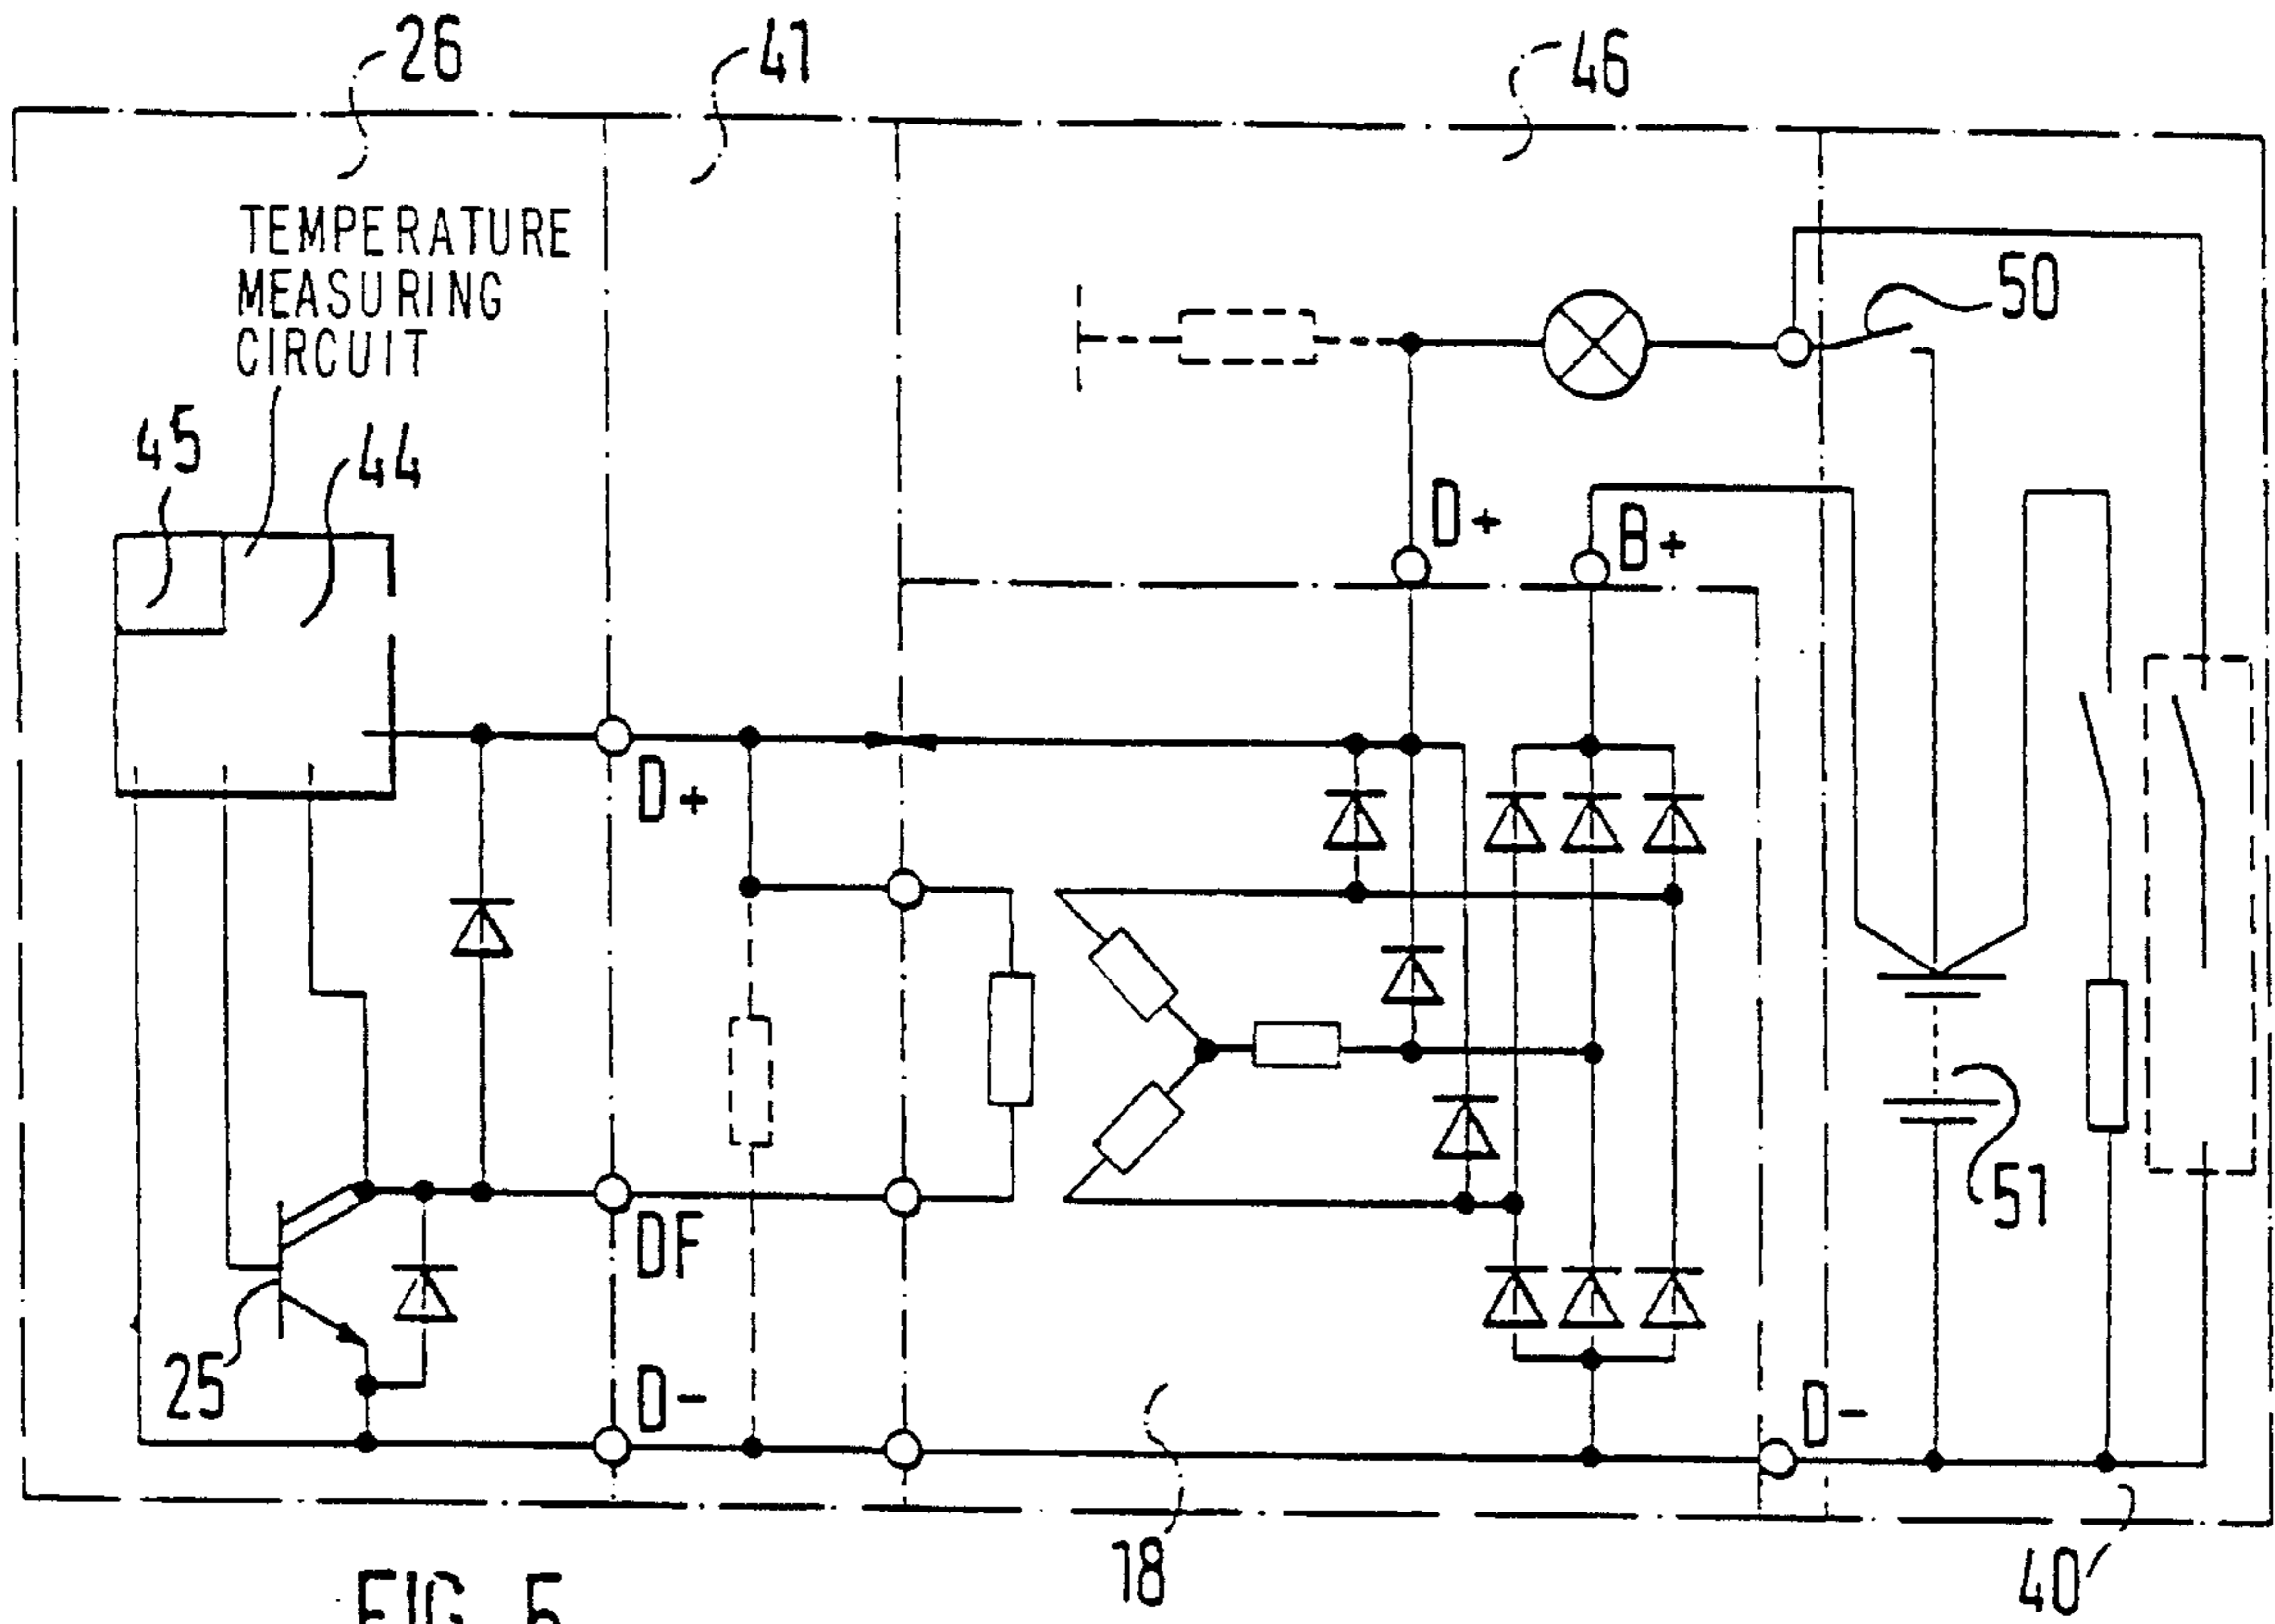 26
41
46
TEMPERATURE
MEASURING
CIRCUIT
50
45
44
D+
B+
D+
DF
51
25
D-
D-
18
40
FIG. 5